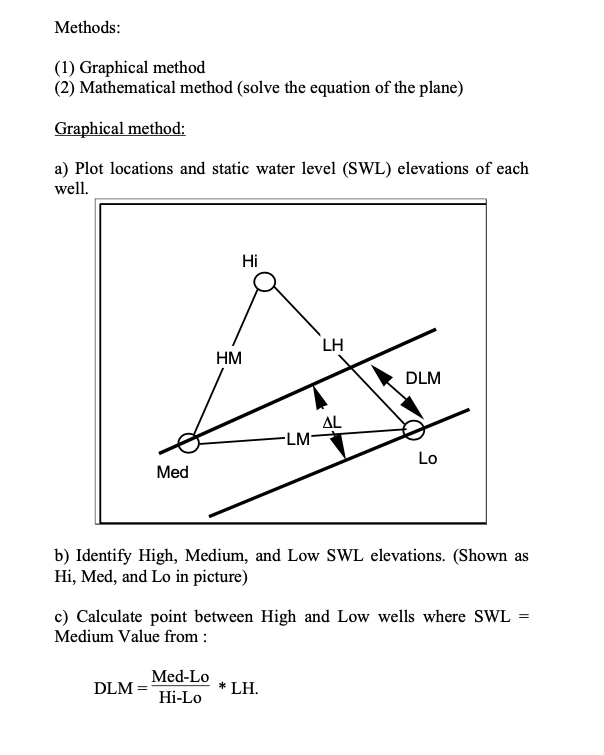 Methods:
(1) Graphical method
(2) Mathematical method (solve the equation of the plane)
Graphical method:
a) Plot locations and static water level (SWL) elevations of each
well.
Hi
LH
HM
DLM
ΔL
LM
Lo
Med
b) Identify High, Medium, and Low SWL elevations. (Shown as
Hi, Med, and Lo in picture)
c) Calculate point between High and Low wells where SWL =
Medium Value from :
DLM = Med-Lo / Hi-Lo * LH.